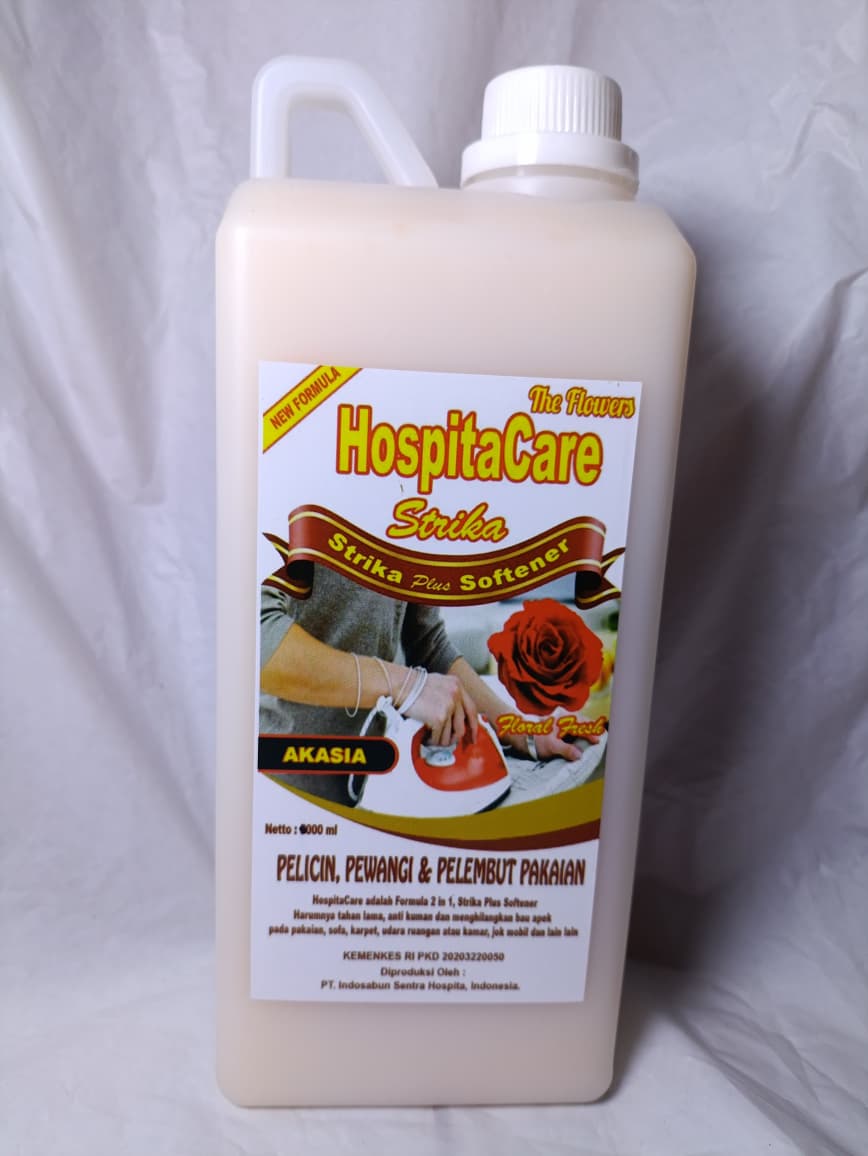 NEW FORMULA
The Flowers
HospitaCare
Strika
Strika Plus Softener
Floral Fresh
AKASIA
Netto : 000 ml
PELICIN, PEWANGI & PELEMBUT PAKAIAN
HospitaCare adalah Formula 2 in 1, Strika Plus Softener
Harumnya tahan lama, anti kuman dan menghilangkan bau apek
pada pakaian, sofa, karpet, udara ruangan atau kamar, jok mobil dan lain lain
KEMENKES RI PKD 20203220050
Diproduksi Oleh :
PT. Indosabun Sentra Hospita, Indonesia.